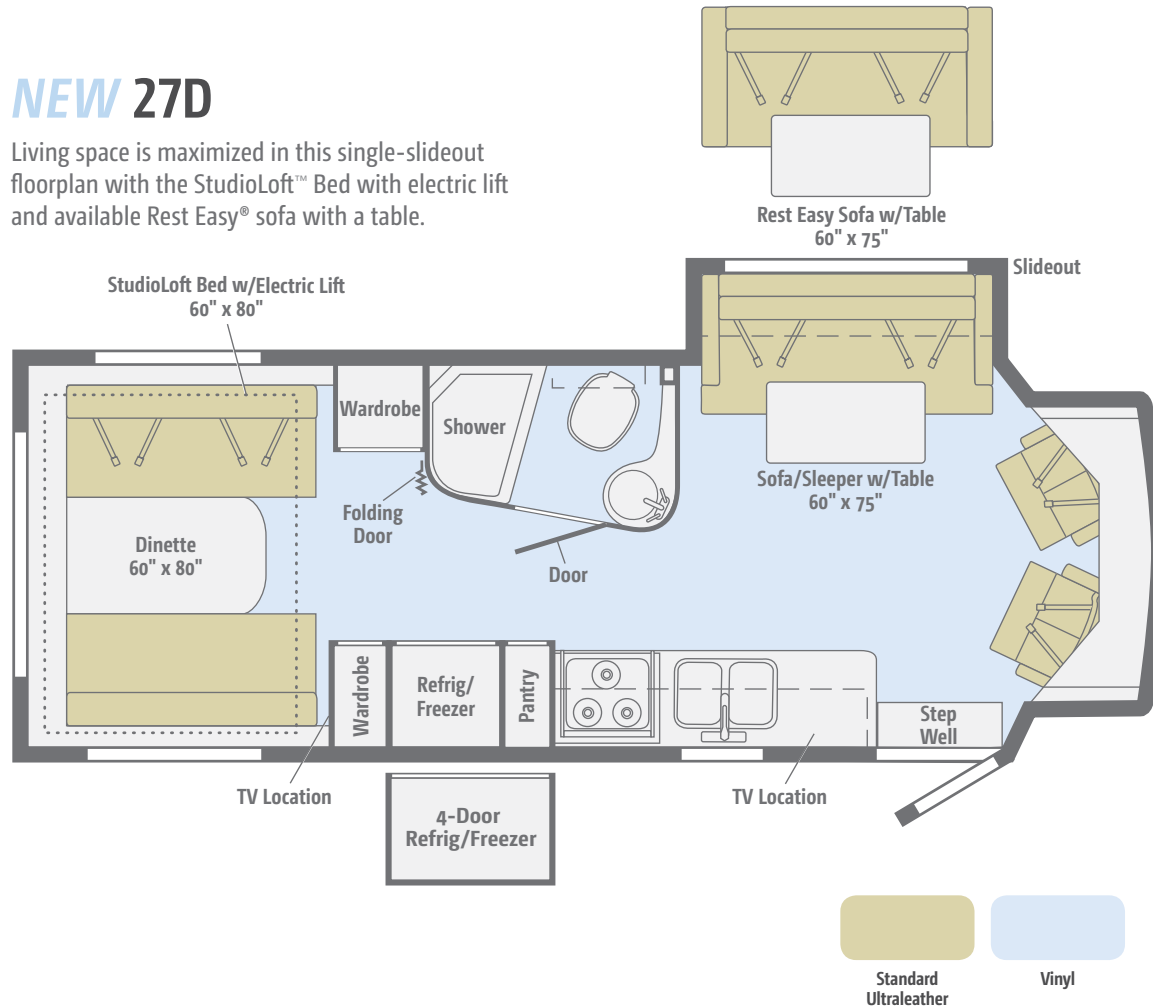 NEW 27D
Living space is maximized in this single-slideout
floorplan with the StudioLoft™ Bed with electric lift
and available Rest Easy® sofa with a table.
Rest Easy Sofa w/Table
60" x 75"
Slideout
StudioLoft Bed w/Electric Lift
60" x 80"
Wardrobe
Shower
Sofa/Sleeper w/Table
60" x 75"
Folding
Door
Dinette
60" x 80"
Door
Wardrobe
Refrig/
Freezer
Pantry
Step
Well
TV Location
TV Location
4-Door
Refrig/Freezer
Standard
Ultraleather
Vinyl